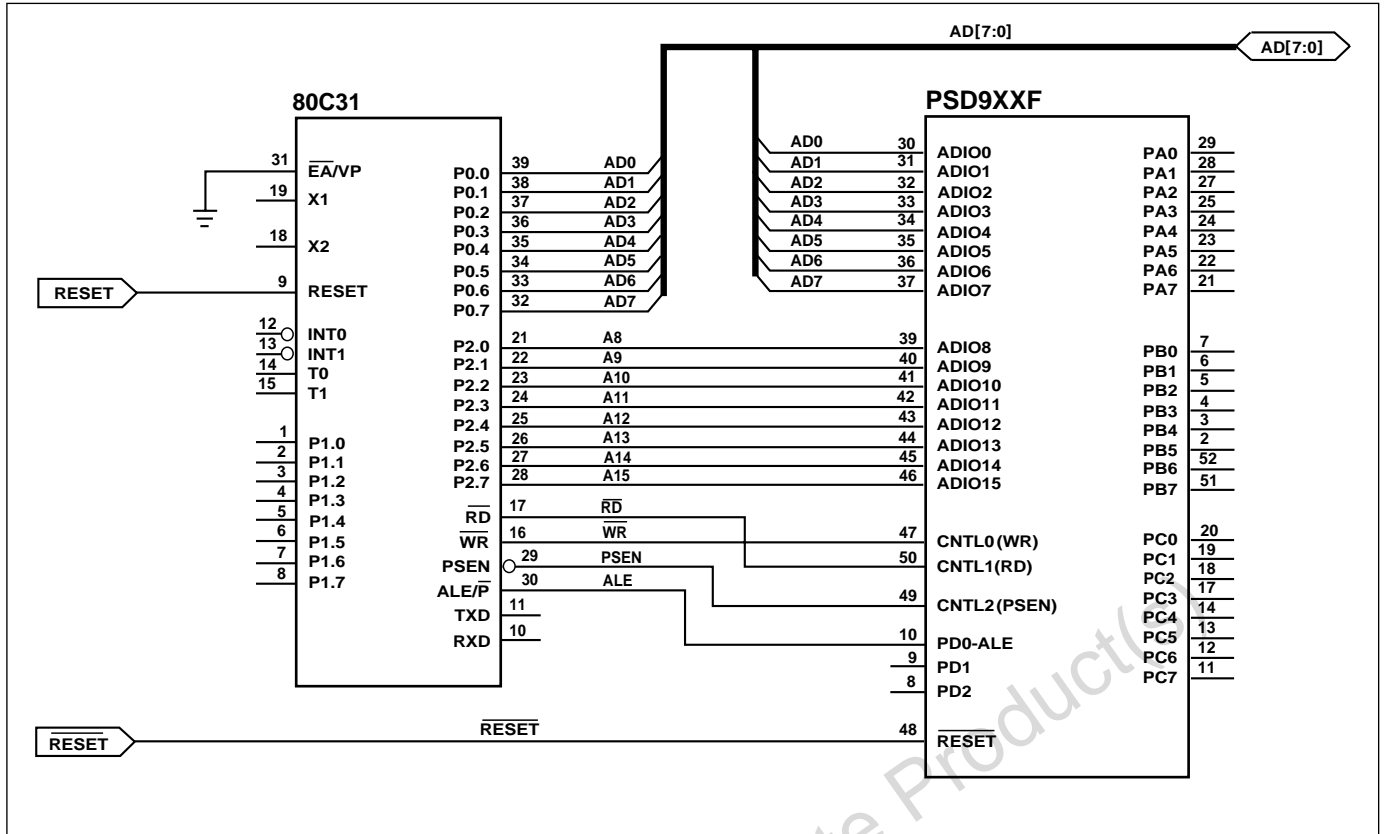 AD[7:0]
AD[7:0]
80C31
PSD9XXF
31 EA/VP
19 X1
18 X2
RESET 9 RESET
12 INT0
13 INT1
14 T0
15 T1
1 P1.0
2 P1.1
3 P1.2
4 P1.3
5 P1.4
6 P1.5
7 P1.6
8 P1.7
P0.0 39 AD0
P0.1 38 AD1
P0.2 37 AD2
P0.3 36 AD3
P0.4 35 AD4
P0.5 34 AD5
P0.6 33 AD6
P0.7 32 AD7
P2.0 21 A8
P2.1 22 A9
P2.2 23 A10
P2.3 24 A11
P2.4 25 A12
P2.5 26 A13
P2.6 27 A14
P2.7 28 A15
RD 17 RD
WR 16 WR
PSEN 29 PSEN
ALE/P 30 ALE
TXD 11
RXD 10
AD0 30 ADIO0
AD1 31 ADIO1
AD2 32 ADIO2
AD3 33 ADIO3
AD4 34 ADIO4
AD5 35 ADIO5
AD6 36 ADIO6
AD7 37 ADIO7
39 ADIO8
40 ADIO9
41 ADIO10
42 ADIO11
43 ADIO12
44 ADIO13
45 ADIO14
46 ADIO15
47 CNTL0(WR)
50 CNTL1(RD)
49 CNTL2(PSEN)
10 PD0-ALE
9 PD1
8 PD2
48 RESET
PA0 29
PA1 28
PA2 27
PA3 25
PA4 24
PA5 23
PA6 22
PA7 21
PB0 7
PB1 6
PB2 5
PB3 4
PB4 3
PB5 2
PB6 52
PB7 51
PC0 20
PC1 19
PC2 18
PC3 17
PC4 14
PC5 13
PC6 12
PC7 11
RESET RESET
Product(s)